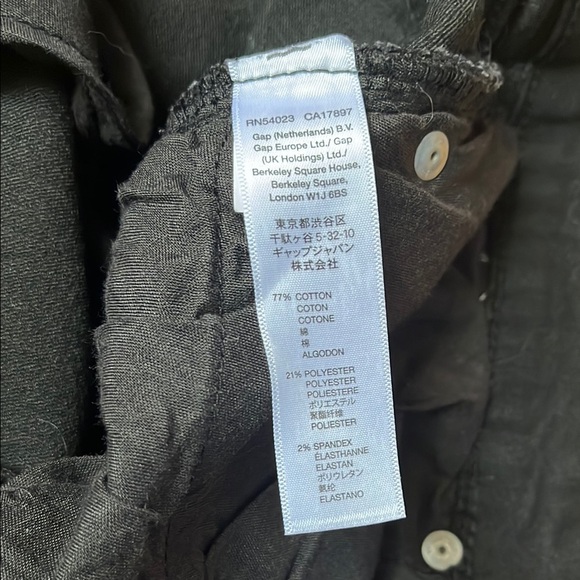 RN54023 CA17897
Gap (Netherlands) B.V.
Gap Europe Ltd./ Gap
(UK Holdings) Ltd./
Berkeley Square House,
Berkeley Square,
London W1J 6BS
東京都渋谷区
千駄ヶ谷 5-32-10
ギャップジャパン
株式会社
77% COTTON
COTON
COTONE
綿
棉
ALGODON
21% POLYESTER
POLYESTER
POLIESTERE
ポリエステル
聚酯纤维
POLIESTER
2% SPANDEX
ÉLASTHANNE
ELASTAN
ポリウレタン
氨纶
ELASTANO